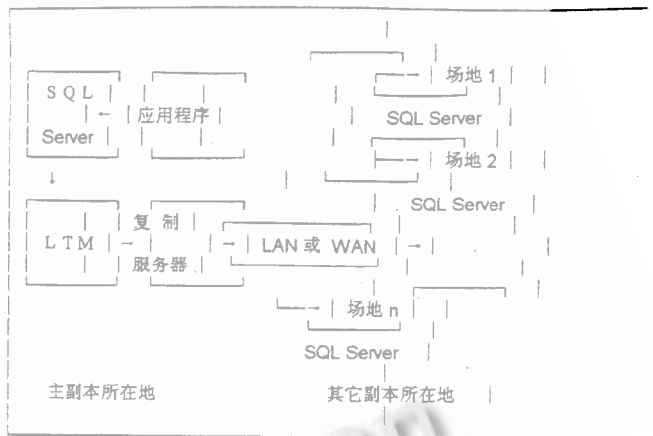 场地 1
SQL
应用程序
SQL Server
Server
场地 2
SQL Server
复 制
LTM
LAN 或 WAN
服务器
场地 n
SQL Server
主副本所在地
其它副本所在地